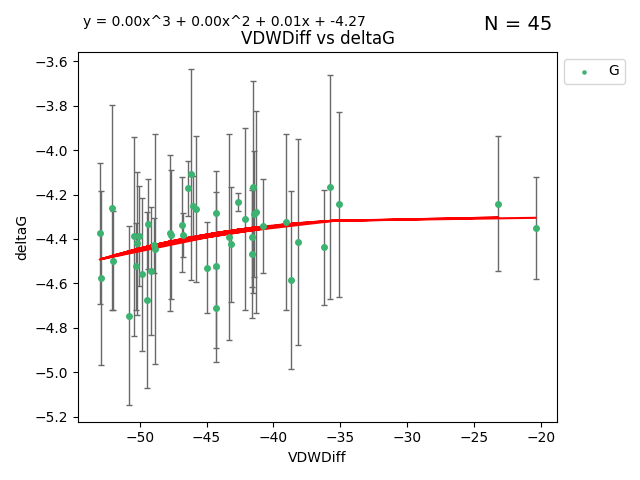 y = 0.00x^3 + 0.00x^2 + 0.01x + -4.27
N = 45
VDWDiff vs deltaG
G
−3.6
−3.8
−4.0
−4.2
−4.4
−4.6
−4.8
−5.0
−5.2
deltaG
−50
−45
−40
−35
−30
−25
−20
VDWDiff